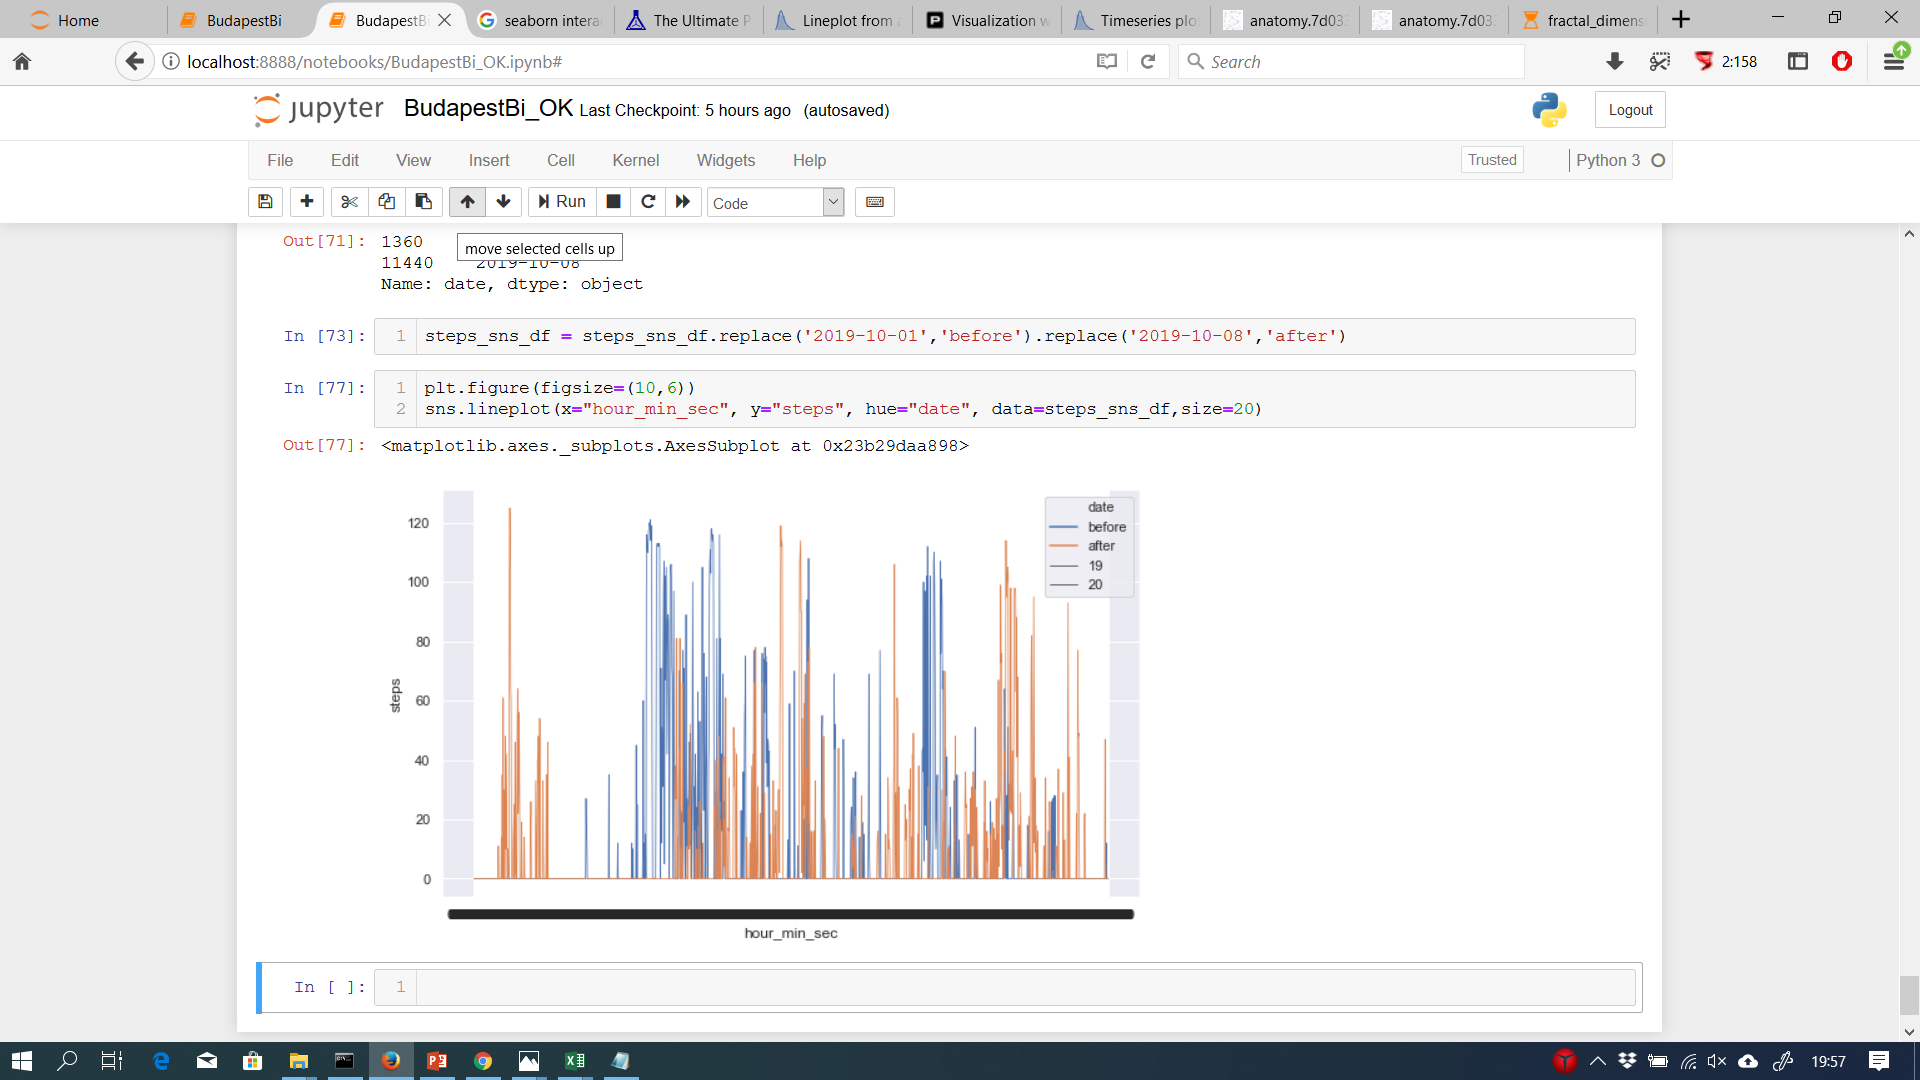 Home
BudapestBi
BudapestBi
seaborn intera
The Ultimate P
Lineplot from a
Visualization w
Timeseries plo
anatomy.7d033
anatomy.7d033
fractal_dimens
localhost:8888/notebooks/BudapestBi_OK.ipynb#
Search
2:158
jupyter BudapestBi_OK Last Checkpoint: 5 hours ago (autosaved)
Logout
File Edit View Insert Cell Kernel Widgets Help
Trusted
Python 3
Run
Code
move selected cells up
Out[71]: 1360
11440 2019-10-08
Name: date, dtype: object
In [73]: 1 steps_sns_df = steps_sns_df.replace('2019-10-01','before').replace('2019-10-08','after')
In [77]: 1 plt.figure(figsize=(10,6))
2 sns.lineplot(x="hour_min_sec", y="steps", hue="date", data=steps_sns_df,size=20)
Out[77]: <matplotlib.axes._subplots.AxesSubplot at 0x23b29daa898>
date
before
after
19
20
120
100
80
60
40
20
0
steps
hour_min_sec
In [ ]: 1
19:57